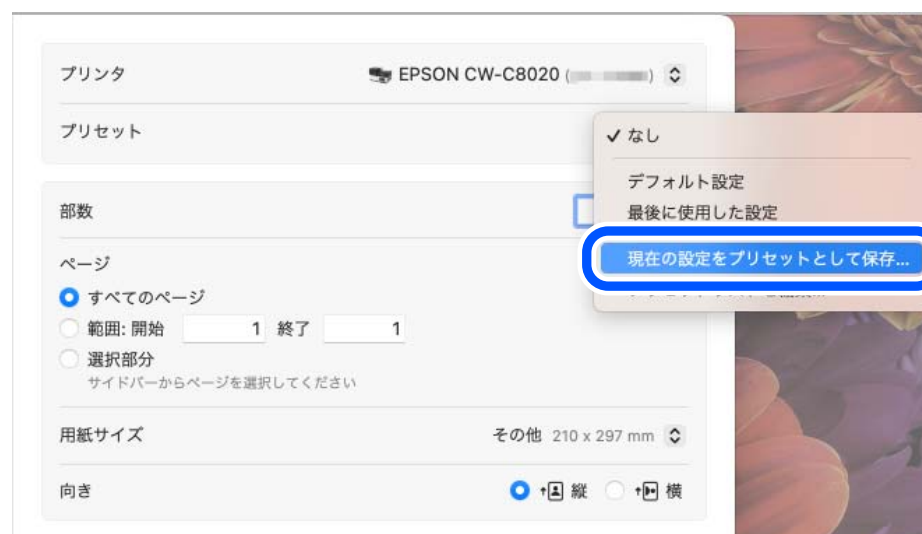 プリンタ
EPSON CW-C8020 (      )
プリセット
✓ なし
デフォルト設定
部数
最後に使用した設定
現在の設定をプリセットとして保存...
ページ
すべてのページ
範囲: 開始 1 終了 1
選択部分
サイドバーからページを選択してください
用紙サイズ
その他 210 x 297 mm
向き
縦 横